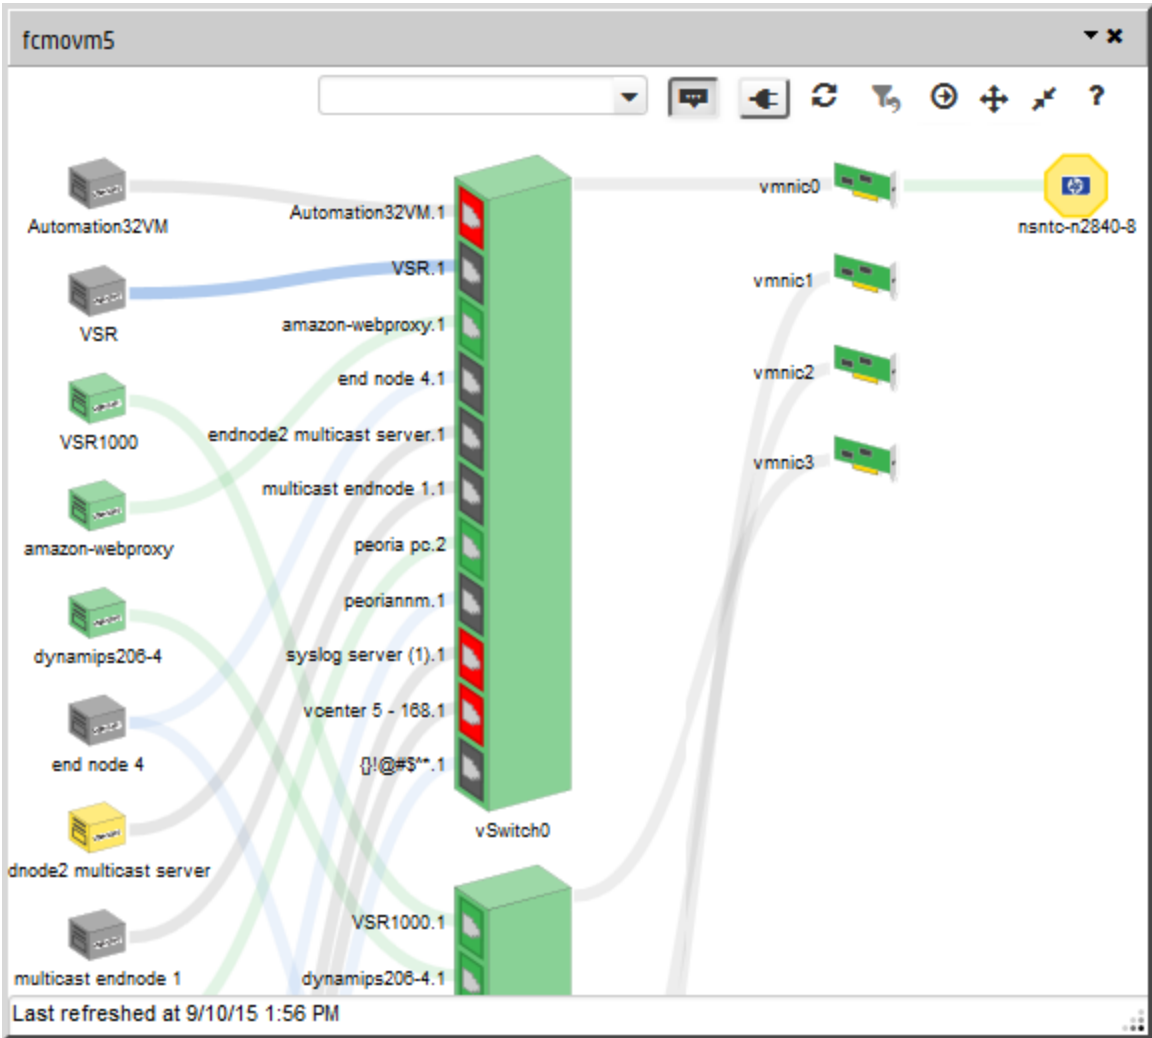 fcmovm5
?
Automation32VM
VSR
VSR1000
amazon-webproxy
dynamips206-4
end node 4
dnode2 multicast server
multicast endnode 1
Automation32VM.1
VSR.1
amazon-webproxy.1
end node 4.1
endnode2 multicast server.1
multicast endnode 1.1
peoria pc.2
peoriannm.1
syslog server (1).1
vcenter 5 - 168.1
{}!@#$^*.1
vSwitch0
VSR1000.1
dynamips206-4.1
vmnic0
vmnic1
vmnic2
vmnic3
hp
nsntc-n2840-8
Last refreshed at 9/10/15 1:56 PM